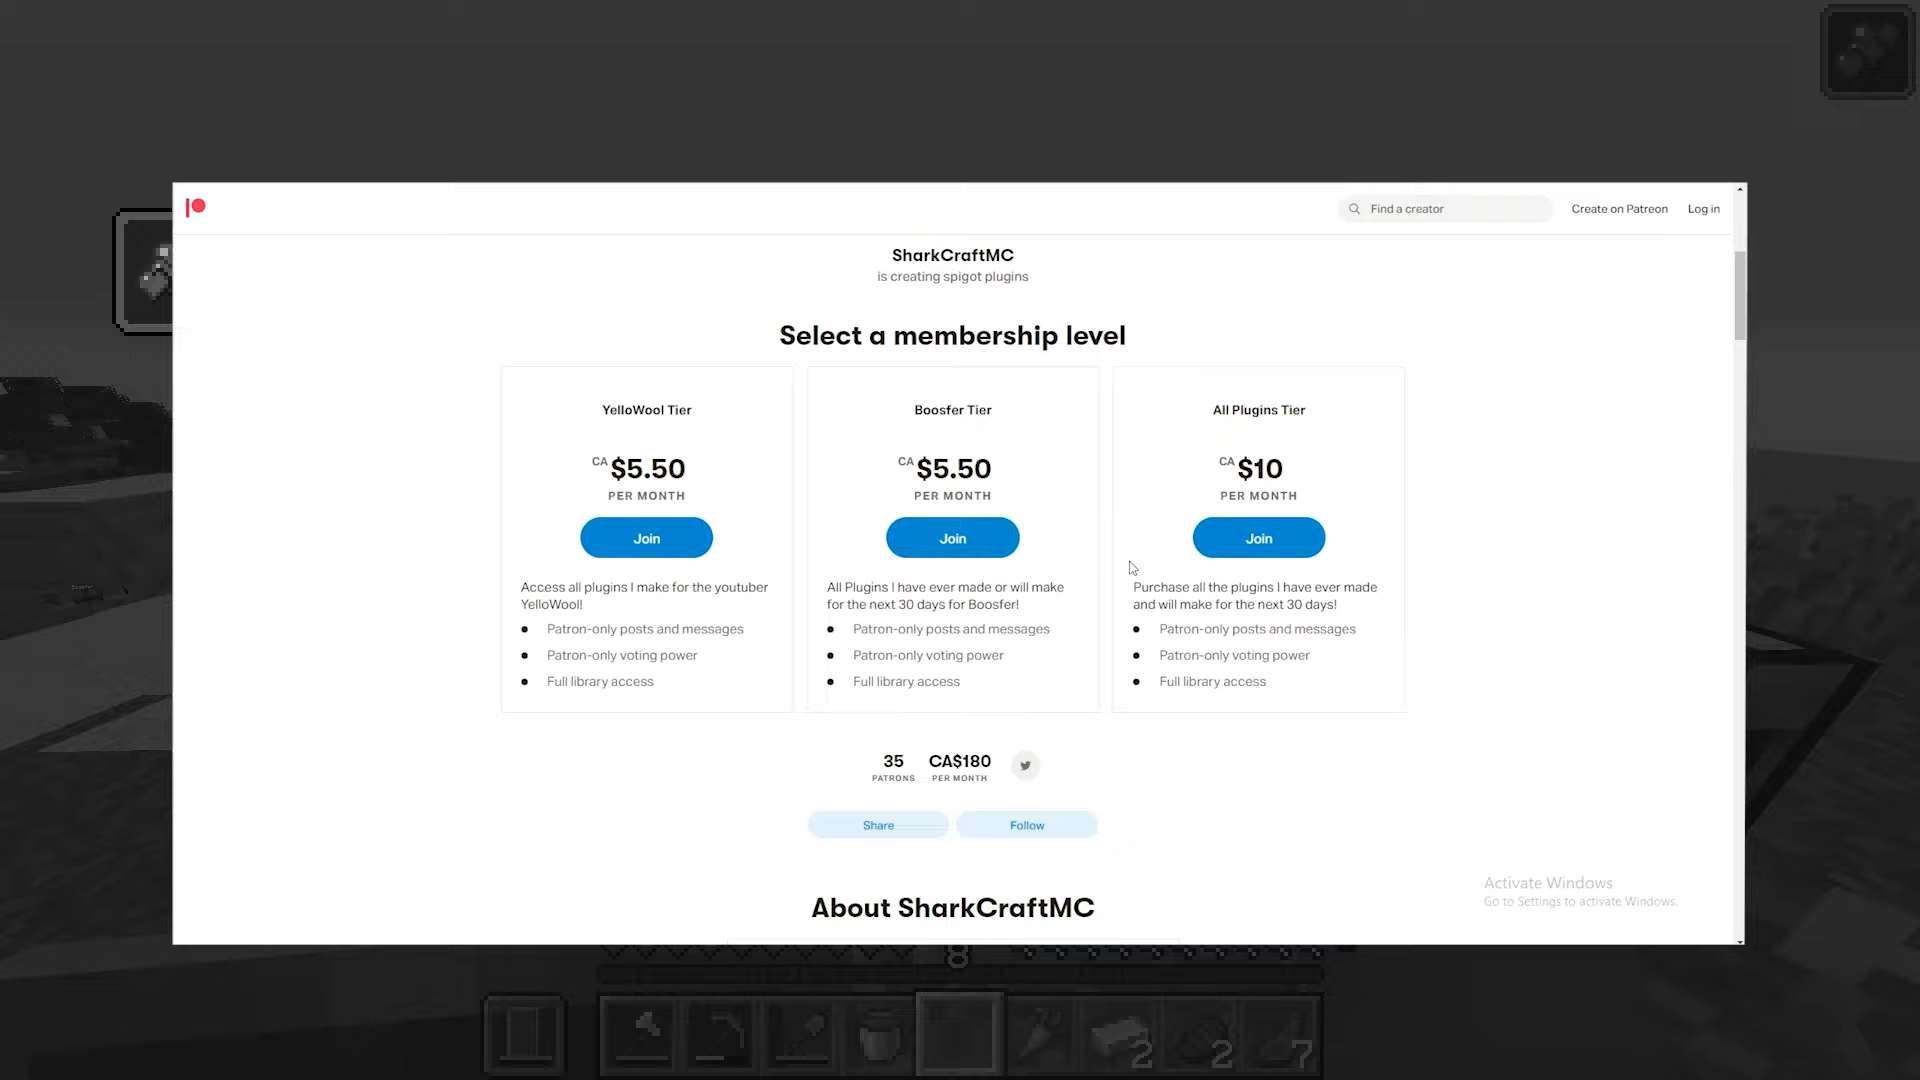 Find a creator
Create on Patreon
Log in
SharkCraftMC
is creating spigot plugins
Select a membership level
YelloWool Tier
CA $5.50
PER MONTH
Join
Access all plugins I make for the youtuber
YelloWool!
Patron-only posts and messages
Patron-only voting power
Full library access
Boosfer Tier
CA $5.50
PER MONTH
Join
All Plugins I have ever made or will make
for the next 30 days for Boosfer!
Patron-only posts and messages
Patron-only voting power
Full library access
All Plugins Tier
CA $10
PER MONTH
Join
Purchase all the plugins I have ever made
and will make for the next 30 days!
Patron-only posts and messages
Patron-only voting power
Full library access
35
PATRONS
CA$180
PER MONTH
Share
Follow
About SharkCraftMC
Activate Windows
Go to Settings to activate Windows.
8
2
2
7